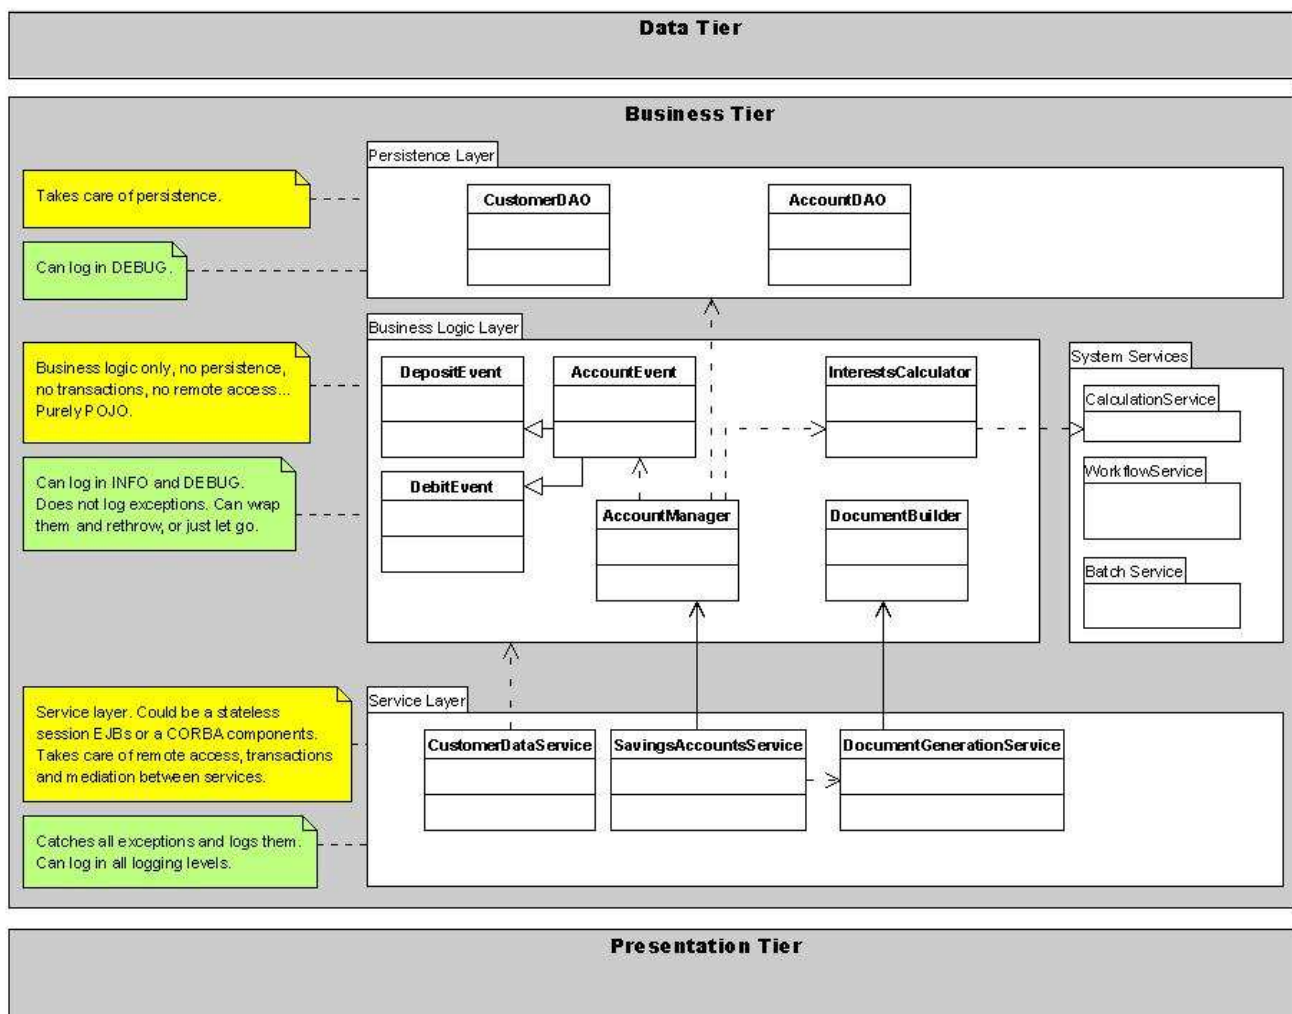 Data Tier
Business Tier
Persistence Layer
Takes care of persistence.
CustomerDAO
AccountDAO
Can log in DEBUG.
Business Logic Layer
Business logic only, no persistence,
no transactions, no remote access...
Purely POJO.
DepositEvent
AccountEvent
InterestsCalculator
System Services
CalculationService
Can log in INFO and DEBUG.
Does not log exceptions. Can wrap
them and rethrow, or just let go.
DebitEvent
AccountManager
DocumentBuilder
WorkflowService
Batch Service
Service Layer
Service layer. Could be a stateless
session EJBs or a CORBA components.
Takes care of remote access, transactions
and mediation between services.
CustomerDataService
SavingsAccountsService
DocumentGenerationService
Catches all exceptions and logs them.
Can log in all logging levels.
Presentation Tier